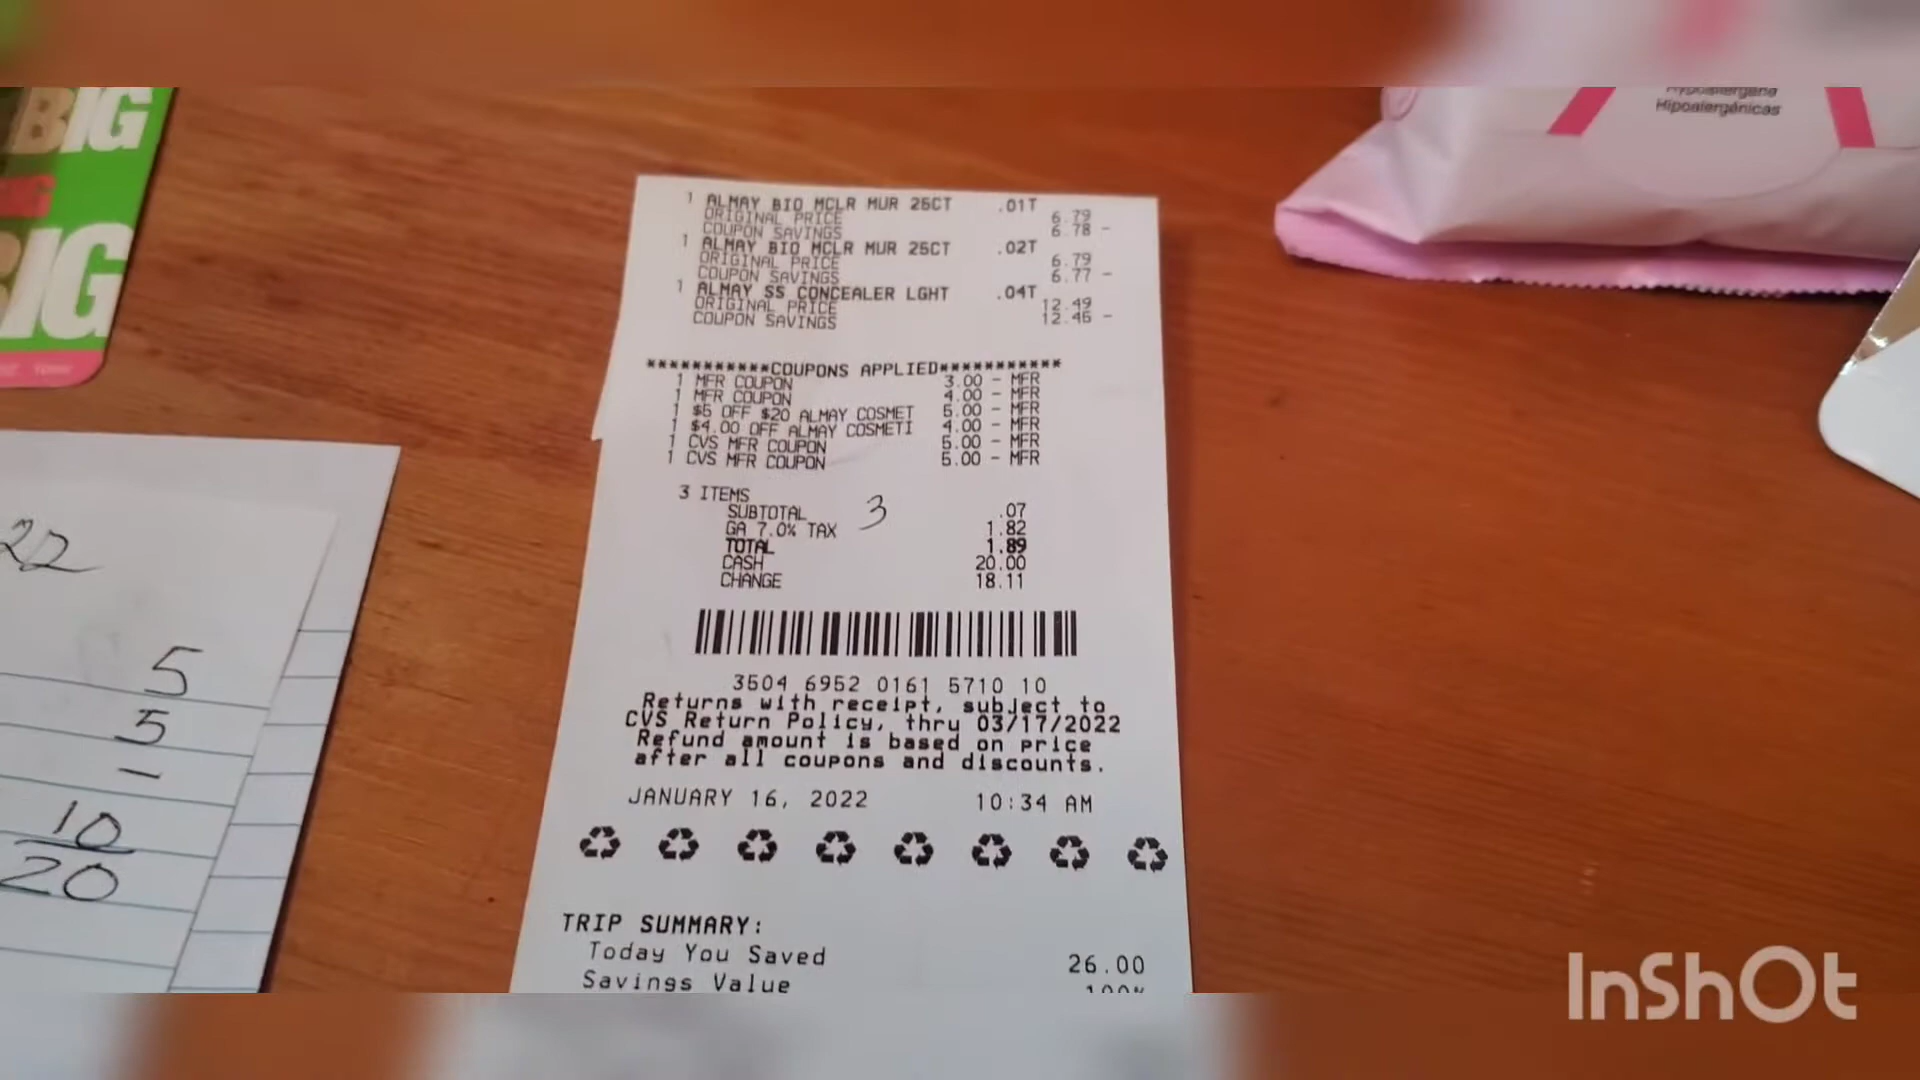 BIG
BIG
Hypoallergéna
Hipoalergénicas
1 ALMAY BIO MCLR MUR 25CT .01T
ORIGINAL PRICE 6.79
COUPON SAVINGS 6.78 -
1 ALMAY BIO MCLR MUR 25CT .02T
ORIGINAL PRICE 6.79
COUPON SAVINGS 6.77 -
1 ALMAY SS CONCEALER LGHT .04T
ORIGINAL PRICE 12.49
COUPON SAVINGS 12.45 -
***********COUPONS APPLIED***********
1 MFR COUPON 3.00 - MFR
1 MFR COUPON 4.00 - MFR
1 $5 OFF $20 ALMAY COSMET 5.00 - MFR
1 $4.00 OFF ALMAY COSMETI 4.00 - MFR
1 CVS MFR COUPON 5.00 - MFR
1 CVS MFR COUPON 5.00 - MFR
3 ITEMS
SUBTOTAL .07
3
GA 7.0% TAX 1.82
TOTAL 1.89
CASH 20.00
CHANGE 18.11
3504 6952 0161 5710 10
Returns with receipt, subject to
CVS Return Policy, thru 03/17/2022
Refund amount is based on price
after all coupons and discounts.
JANUARY 16, 2022 10:34 AM
TRIP SUMMARY:
Today You Saved 26.00
Savings Value 100%
22
5
5
-
10
20
InShOt